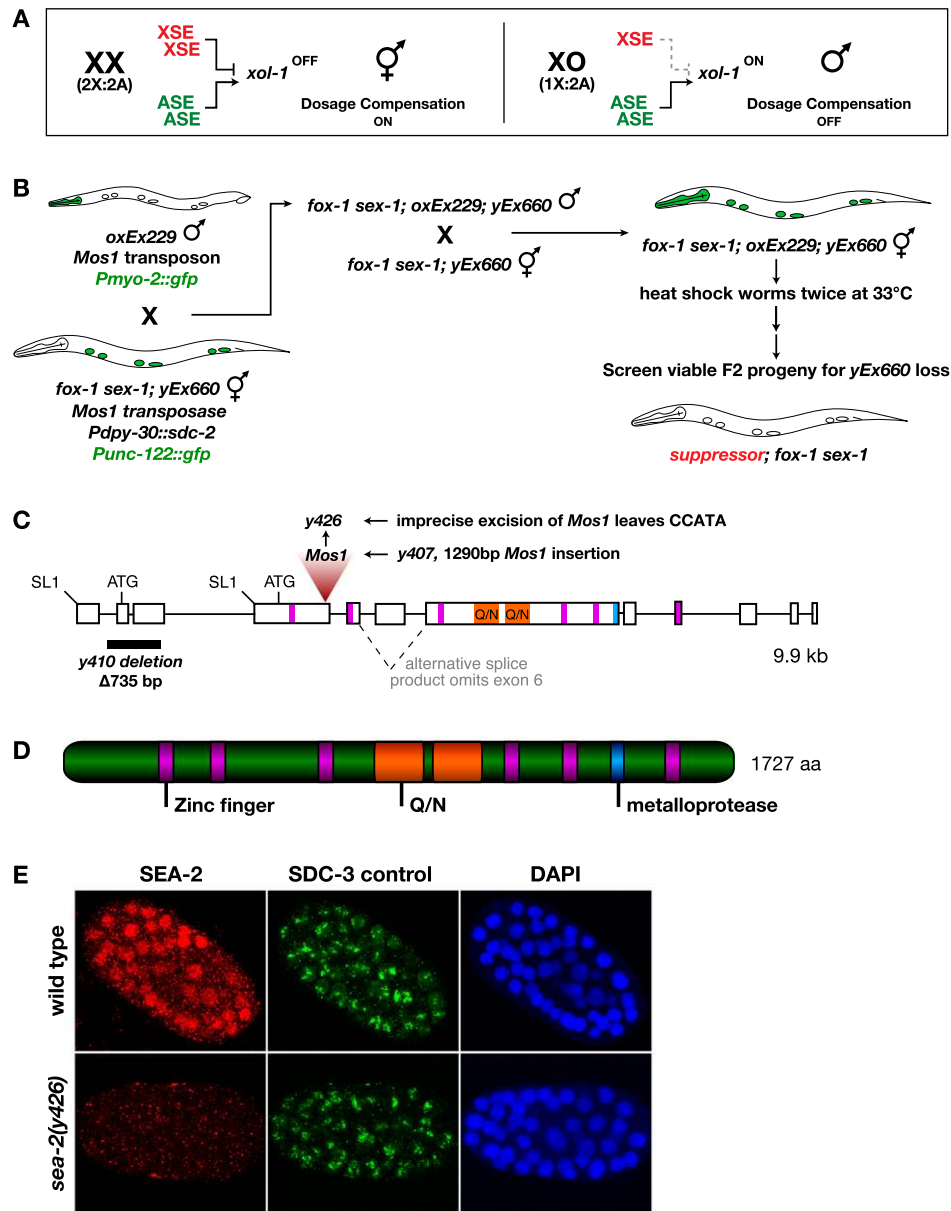 A
XX
(2X:2A)
XSE
XSE
ASE
ASE
xol-1 OFF
Dosage Compensation
ON
XO
(1X:2A)
XSE
ASE
ASE
xol-1 ON
Dosage Compensation
OFF
B
oxEx229
Mos1 transposon
Pmyo-2::gfp
X
fox-1 sex-1; yEx660
Mos1 transposase
Pdpy-30::sdc-2
Punc-122::gfp
fox-1 sex-1; oxEx229; yEx660
X
fox-1 sex-1; yEx660
fox-1 sex-1; oxEx229; yEx660
heat shock worms twice at 33°C
Screen viable F2 progeny for yEx660 loss
suppressor; fox-1 sex-1
C
y426
imprecise excision of Mos1 leaves CCATA
Mos1
y407, 1290bp Mos1 insertion
SL1
ATG
SL1
ATG
Q/N
Q/N
y410 deletion
Δ735 bp
alternative splice
product omits exon 6
9.9 kb
D
1727 aa
Zinc finger
Q/N
metalloprotease
E
SEA-2
SDC-3 control
DAPI
wild type
sea-2(y426)